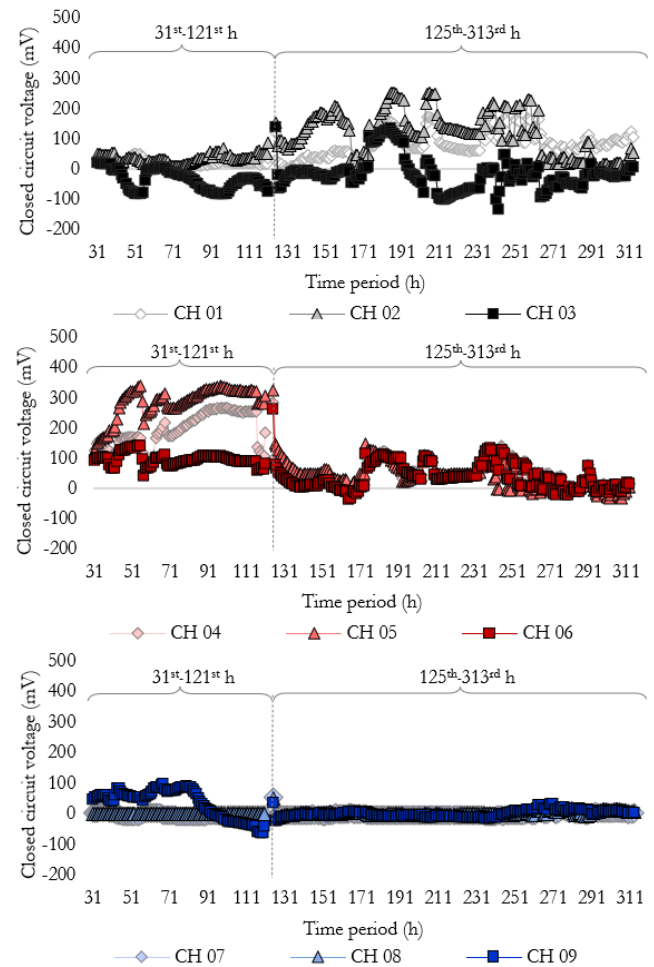 500
31st-121st h
125th-313rd h
400
300
200
100
0
-100
-200
Closed circuit voltage (mV)
31 51 71 91 111 131 151 171 191 211 231 251 271 291 311
Time period (h)
CH 01 CH 02 CH 03
500
31st-121st h
125th-313rd h
400
300
200
100
0
-100
-200
Closed circuit voltage (mV)
31 51 71 91 111 131 151 171 191 211 231 251 271 291 311
Time period (h)
CH 04 CH 05 CH 06
500
31st-121st h
125th-313rd h
400
300
200
100
0
-100
-200
Closed circuit voltage (mV)
31 51 71 91 111 131 151 171 191 211 231 251 271 291 311
Time period (h)
CH 07 CH 08 CH 09